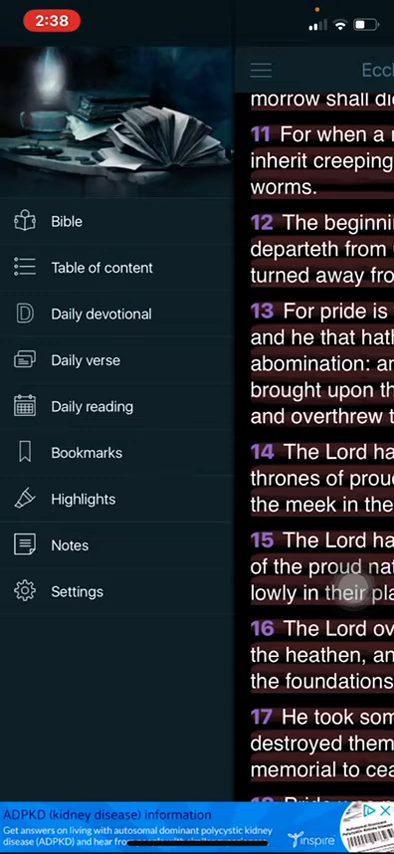 2:38
Bible
Table of content
Daily devotional
Daily verse
Daily reading
Bookmarks
Highlights
Notes
Settings
Eccl
morrow shall di
11 For when a
inherit creeping
worms.
12 The beginnin
departeth from
turned away fro
13 For pride is
and he that hat
abomination: a
brought upon th
and overthrew t
14 The Lord ha
thrones of prou
the meek in the
15 The Lord ha
of the proud nat
lowly in their pla
16 The Lord ov
the heathen, an
the foundations
17 He took som
destroyed them
memorial to cea
ADPKD (kidney disease) information
Get answers on living with autosomal dominant polycystic kidney
disease (ADPKD) and hear from
inspire